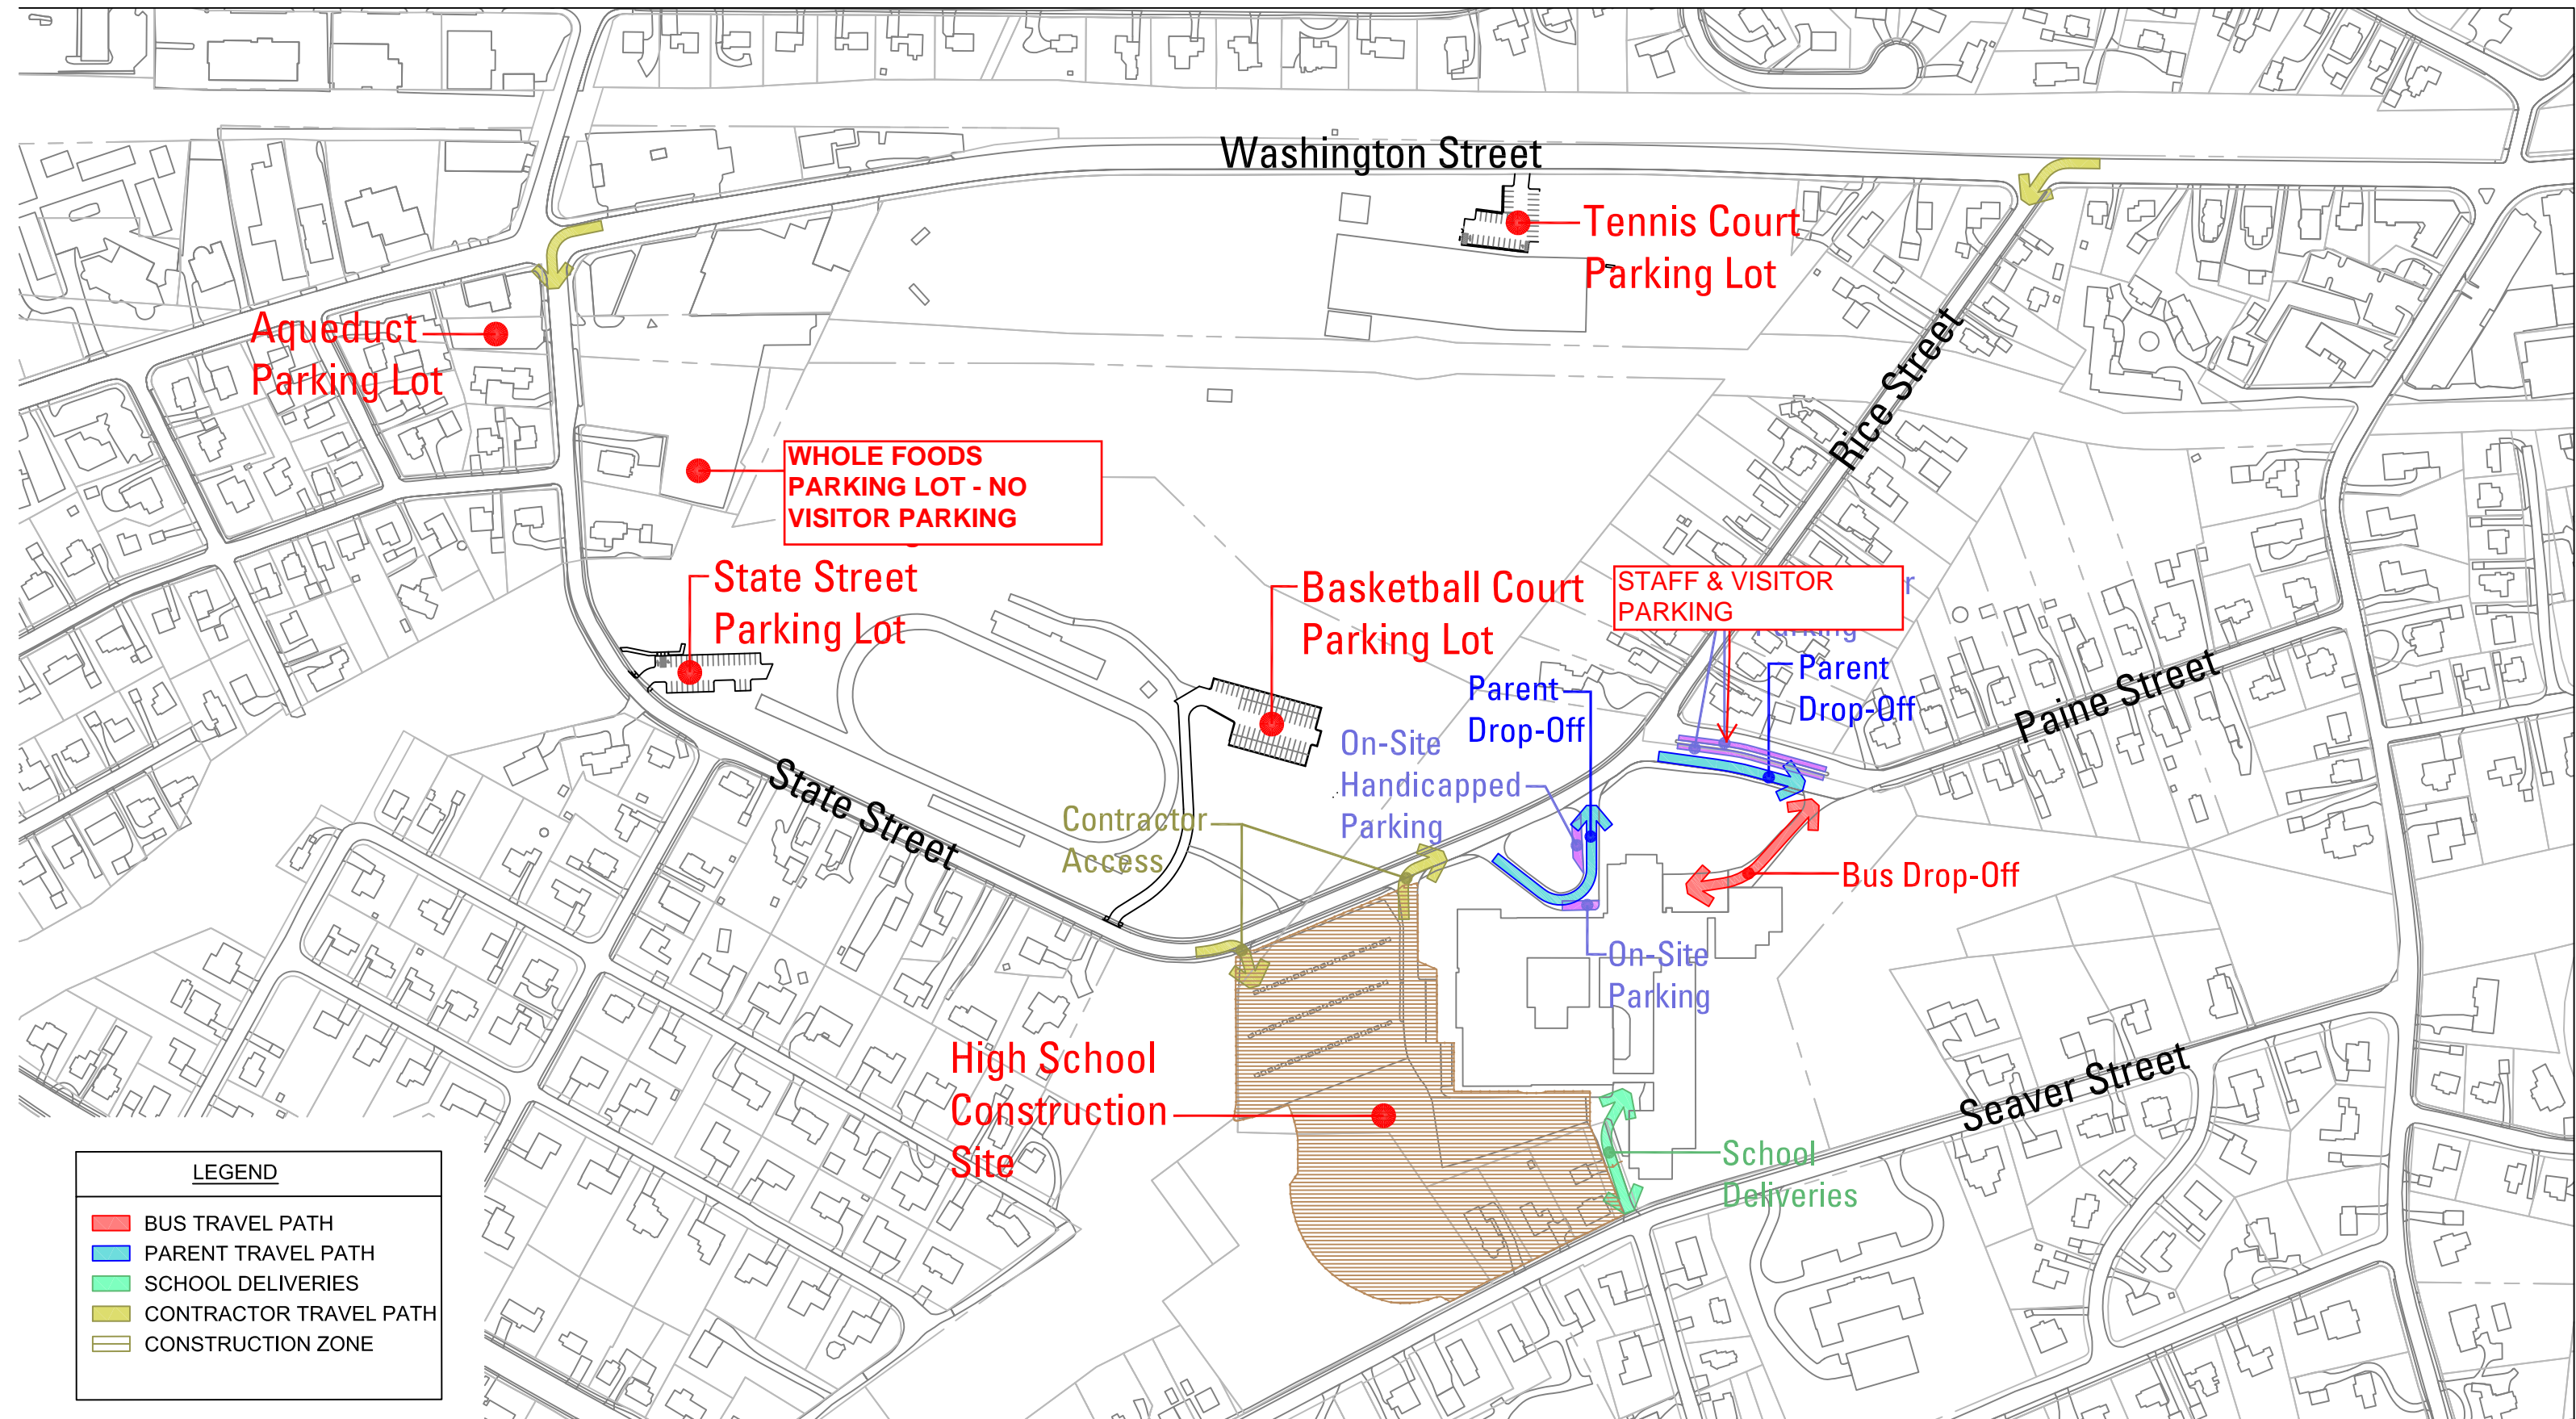 Washington Street
Tennis Court
Parking Lot
Aqueduct
Parking Lot
Rice Street
WHOLE FOODS
PARKING LOT - NO
VISITOR PARKING
State Street
Parking Lot
Basketball Court
Parking Lot
STAFF & VISITOR
PARKING
r
Parking
Parent
Drop-Off
Parent
Drop-Off
Paine Street
On-Site
Handicapped
Parking
State Street
Contractor
Access
Bus Drop-Off
On-Site
Parking
High School
Construction
Site
Seaver Street
School
Deliveries
LEGEND
BUS TRAVEL PATH
PARENT TRAVEL PATH
SCHOOL DELIVERIES
CONTRACTOR TRAVEL PATH
CONSTRUCTION ZONE